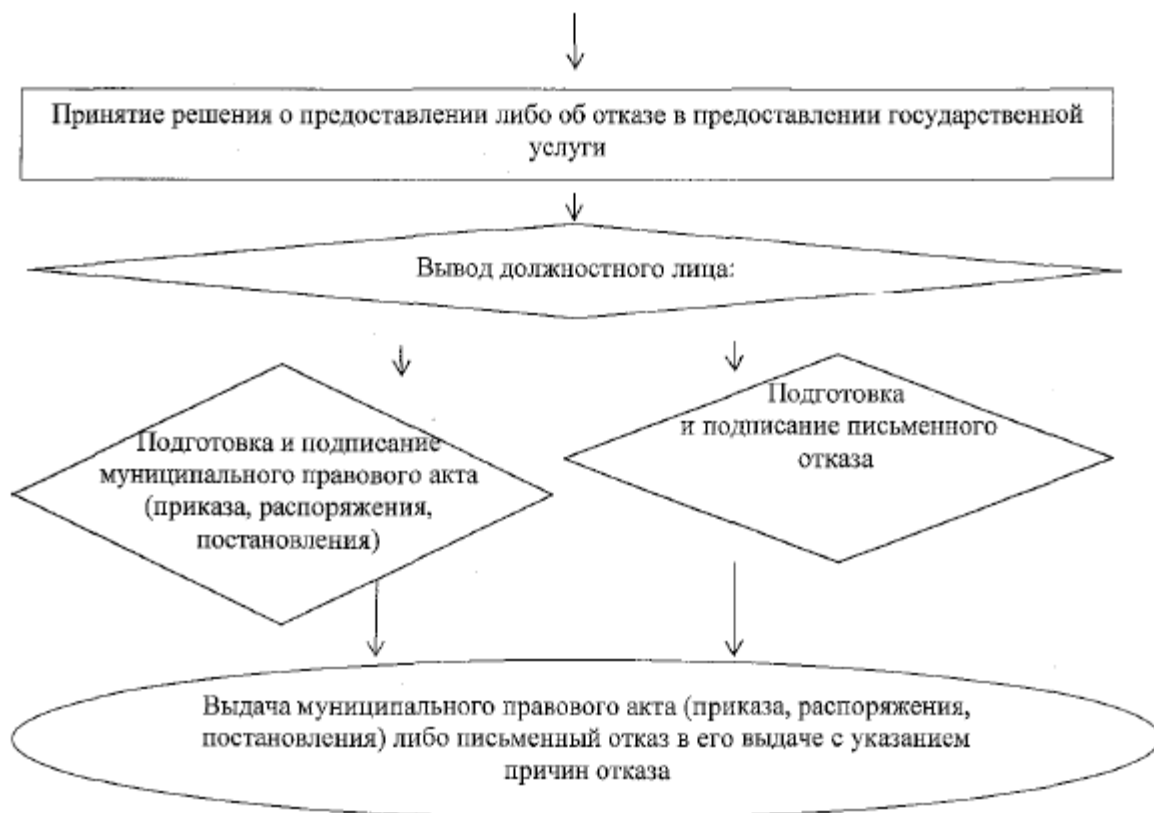 Принятие решения о предоставлении либо об отказе в предоставлении государственной
услуги
Вывод должностного лица:
Подготовка и подписание
муниципального правового акта
(приказа, распоряжения,
постановления)
Подготовка
и подписание письменного
отказа
Выдача муниципального правового акта (приказа, распоряжения,
постановления) либо письменный отказ в его выдаче с указанием
причин отказа